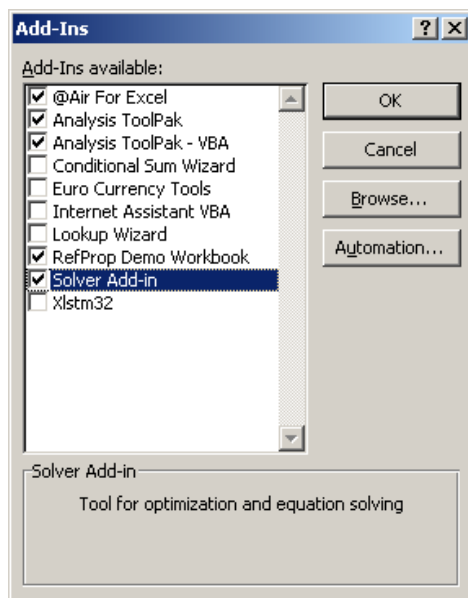 Add-Ins
Add-Ins available:
@Air For Excel
Analysis ToolPak
Analysis ToolPak - VBA
Conditional Sum Wizard
Euro Currency Tools
Internet Assistant VBA
Lookup Wizard
RefProp Demo Workbook
Solver Add-in
Xlstm32
OK
Cancel
Browse...
Automation...
Solver Add-in
Tool for optimization and equation solving